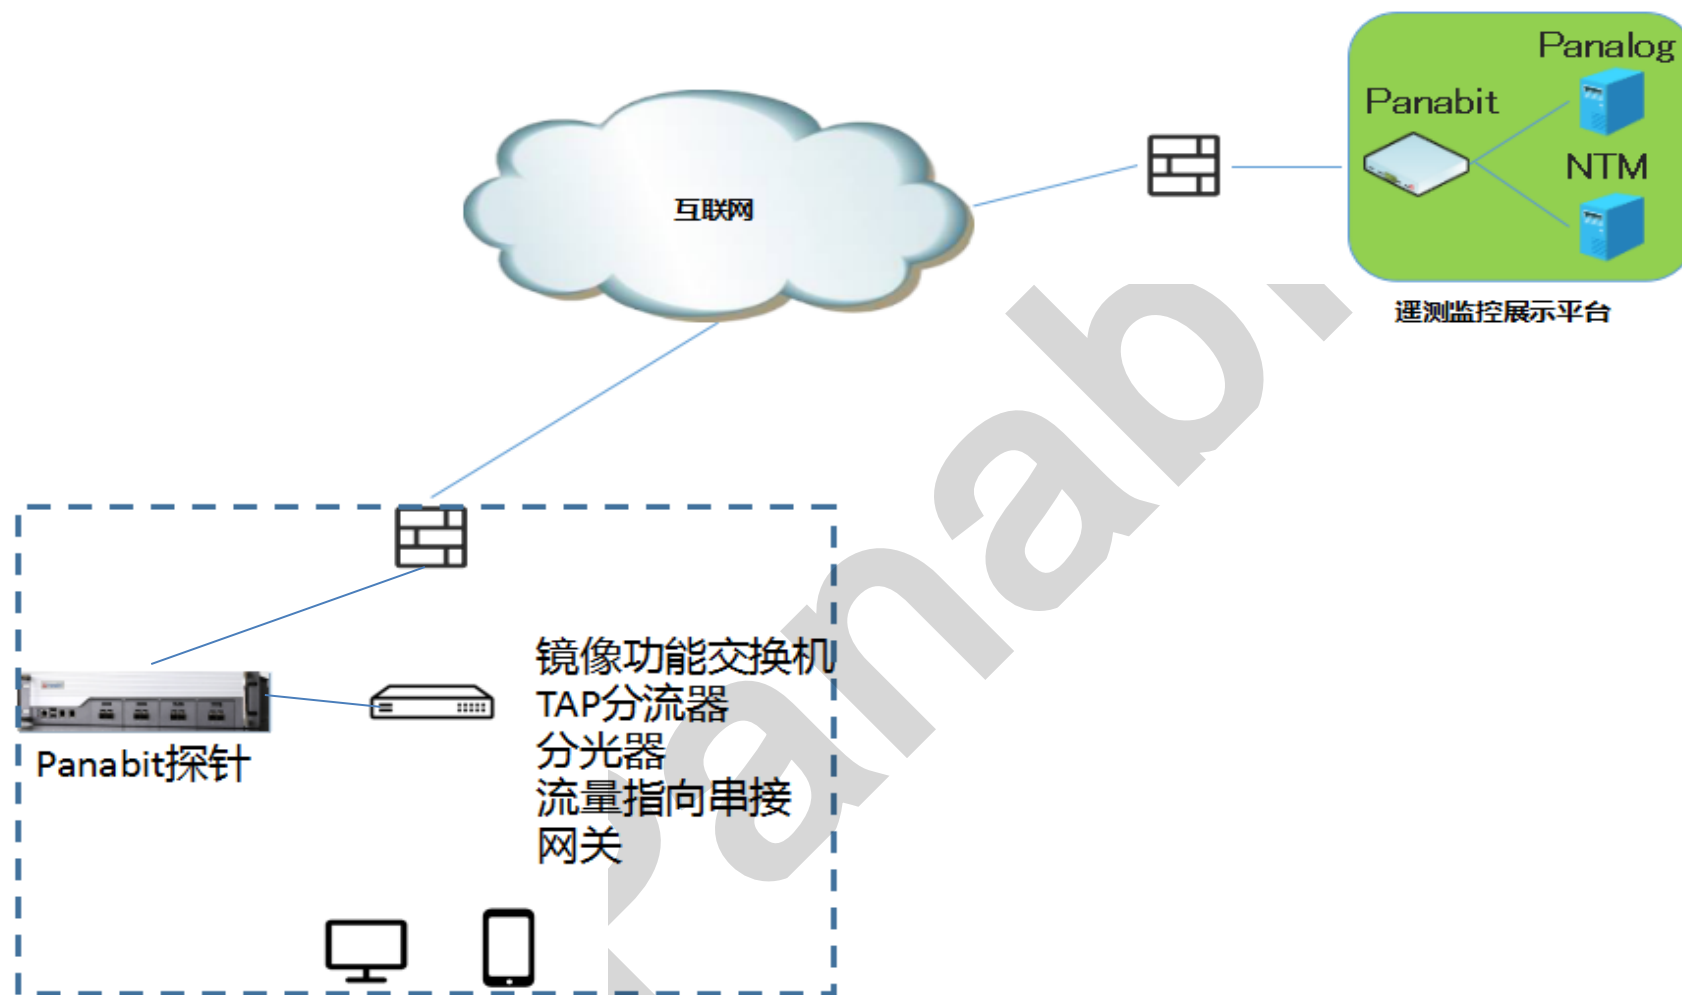 Panalog
Panabit
NTM
互联网
遥测监控展示平台
镜像功能交换机
TAP分流器
分光器
流量指向串接
网关
Panabit探针
Panabit